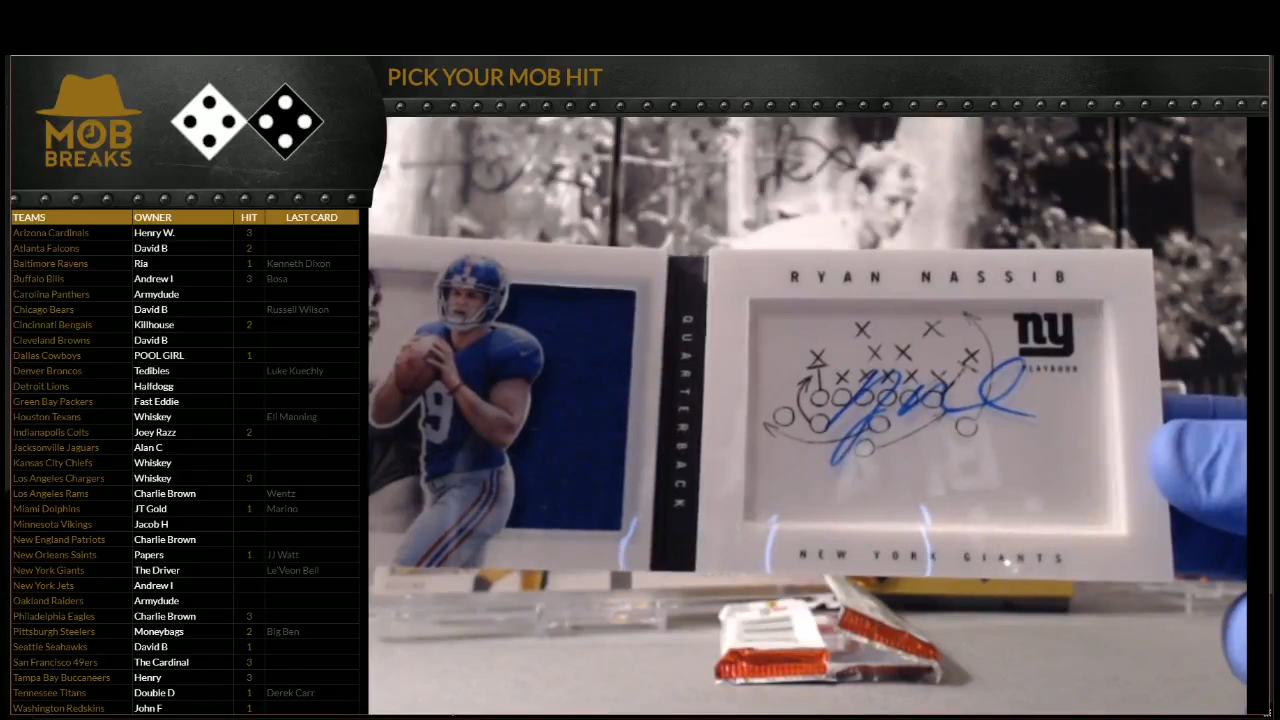 PICK YOUR MOB HIT
MOB
BREAKS
TEAMS OWNER HIT LAST CARD
Arizona Cardinals Henry W. 3
Atlanta Falcons David B 2
Baltimore Ravens Ria 1 Kenneth Dixon
Buffalo Bills Andrew I 3 Bosa
Carolina Panthers Armydude
Chicago Bears David B Russell Wilson
Cincinnati Bengals Killhouse 2
Cleveland Browns David B
Dallas Cowboys POOL GIRL 1
Denver Broncos Tedibles Luke Kuechly
Detroit Lions Halfdogg
Green Bay Packers Fast Eddie
Houston Texans Whiskey Eli Manning
Indianapolis Colts Joey Razz 2
Jacksonville Jaguars Alan C
Kansas City Chiefs Whiskey
Los Angeles Chargers Whiskey 3
Los Angeles Rams Charlie Brown Wentz
Miami Dolphins JT Gold 1 Marino
Minnesota Vikings Jacob H
New England Patriots Charlie Brown
New Orleans Saints Papers 1 JJ Watt
New York Giants The Driver Le'Veon Bell
New York Jets Andrew I
Oakland Raiders Armydude
Philadelphia Eagles Charlie Brown 3
Pittsburgh Steelers Moneybags 2 Big Ben
Seattle Seahawks David B 1
San Francisco 49ers The Cardinal 3
Tampa Bay Buccaneers Henry 3
Tennessee Titans Double D 1 Derek Carr
Washington Redskins John F 1
9
QUARTERBACK
RYAN NASSIB
ny
PLAYBOOK
NEW YORK GIANTS